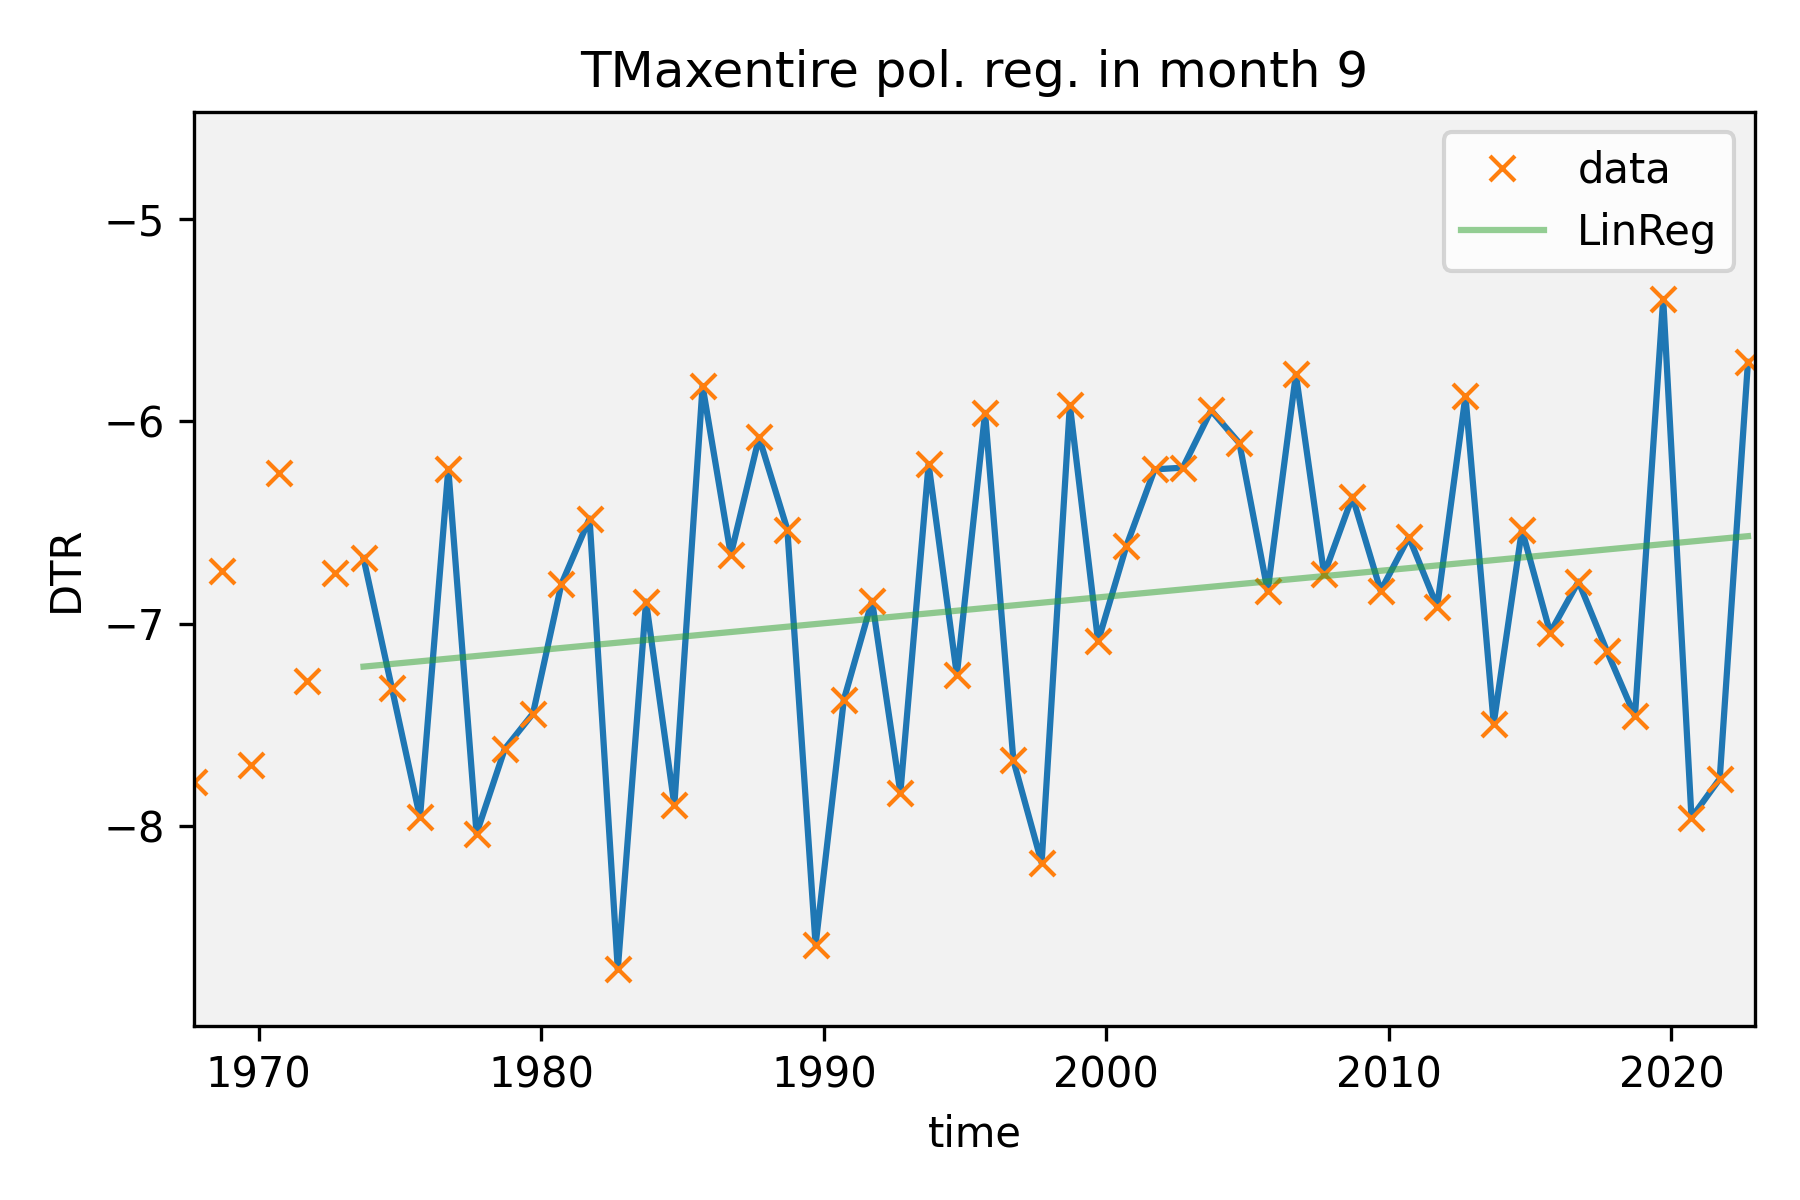 TMaxentire pol. reg. in month 9
data
LinReg
DTR
−5
−6
−7
−8
1970 1980 1990 2000 2010 2020
time